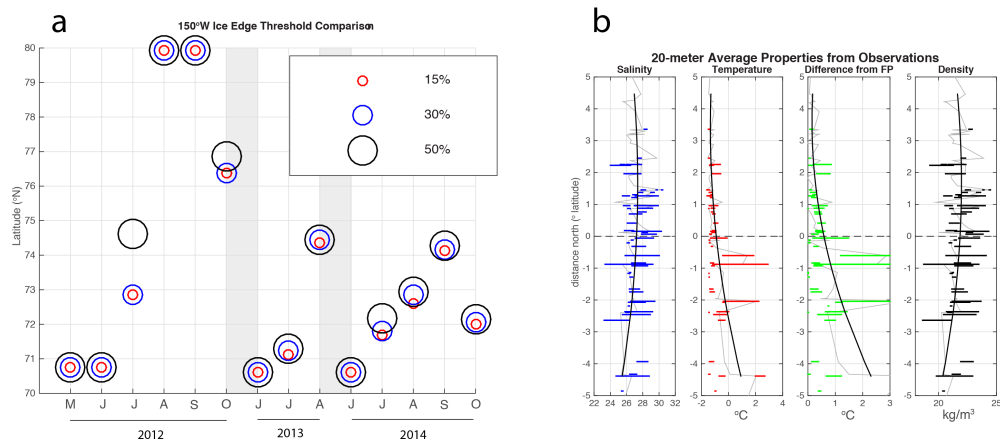 a
150°W Ice Edge Threshold Comparison
80
79
78
77
76
75
74
73
72
71
70
Latitude (°N)
15%
30%
50%
M J J A S O J J A J J A S O
2012 2013 2014
b
20-meter Average Properties from Observations
Salinity Temperature Difference from FP Density
distance north (° latitude)
5
4
3
2
1
0
-1
-2
-3
-4
-5
22 24 26 28 30 32 -2 0 2 4 0 1 2 3 20 25
°C °C kg/m³